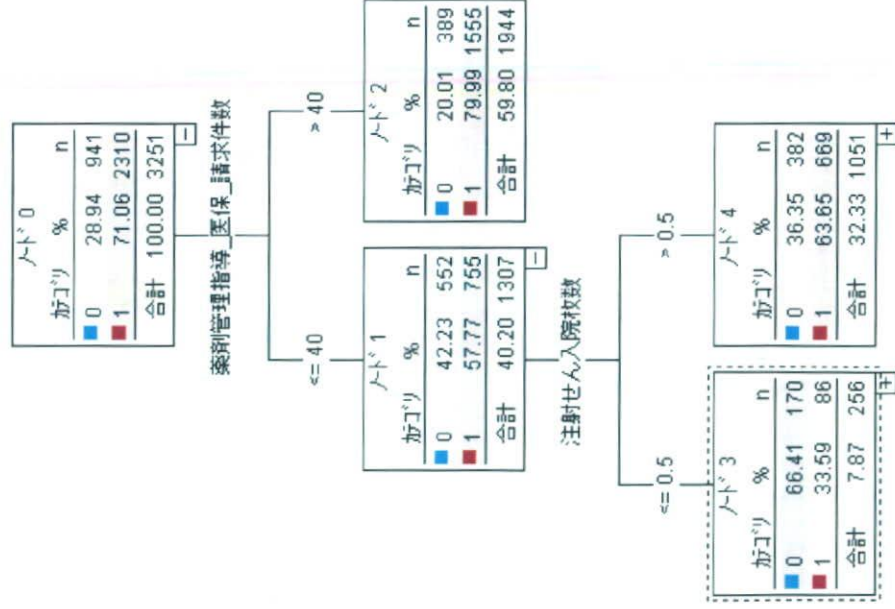 ノード 0
カテゴリ % n
0 28.94 941
1 71.06 2310
合計 100.00 3251
薬剤管理指導_医保_請求件数
<= 40
> 40
ノード 1
カテゴリ % n
0 42.23 552
1 57.77 755
合計 40.20 1307
ノード 2
カテゴリ % n
0 20.01 389
1 79.99 1555
合計 59.80 1944
注射せん入院枚数
<= 0.5
> 0.5
ノード 3
カテゴリ % n
0 66.41 170
1 33.59 86
合計 7.87 256
ノード 4
カテゴリ % n
0 36.35 382
1 63.65 669
合計 32.33 1051